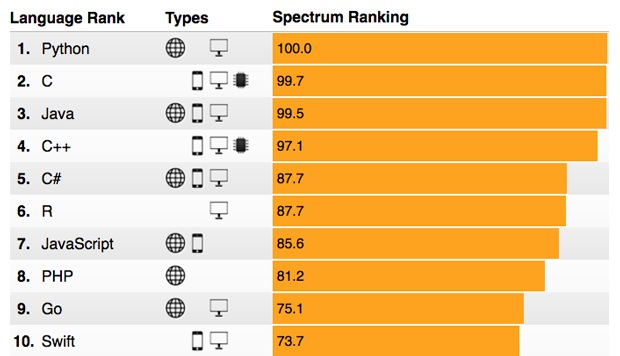 Language Rank Types Spectrum Ranking
1. Python 100.0
2. C 99.7
3. Java 99.5
4. C++ 97.1
5. C# 87.7
6. R 87.7
7. JavaScript 85.6
8. PHP 81.2
9. Go 75.1
10. Swift 73.7